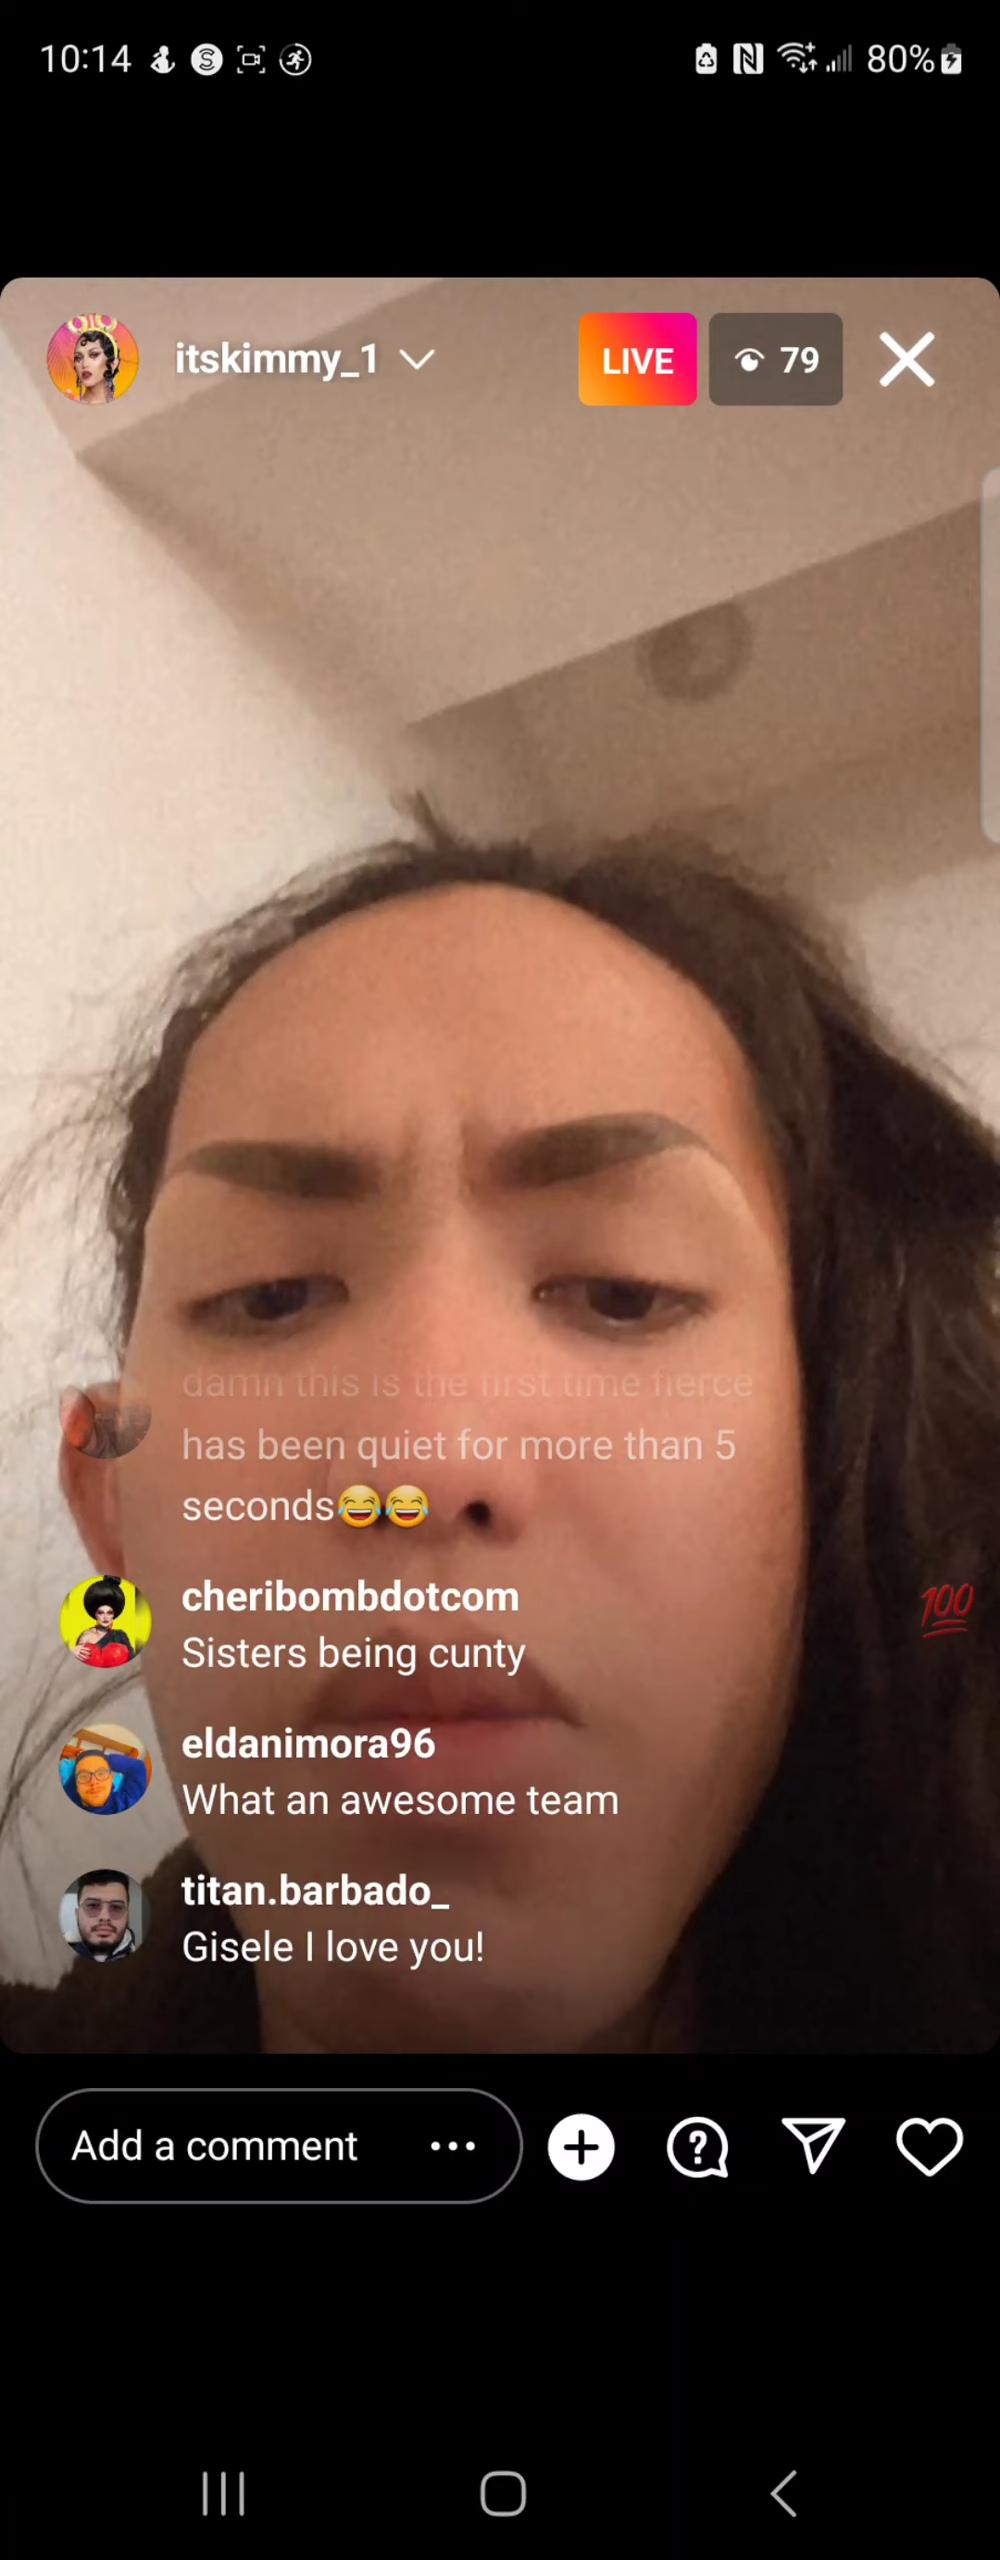 10:14
80%
itskimmy_1
LIVE
79
damn this is the first time fierce
has been quiet for more than 5
seconds😂😂
cheribombdotcom
Sisters being cunty
💯
eldanimora96
What an awesome team
titan.barbado_
Gisele I love you!
Add a comment